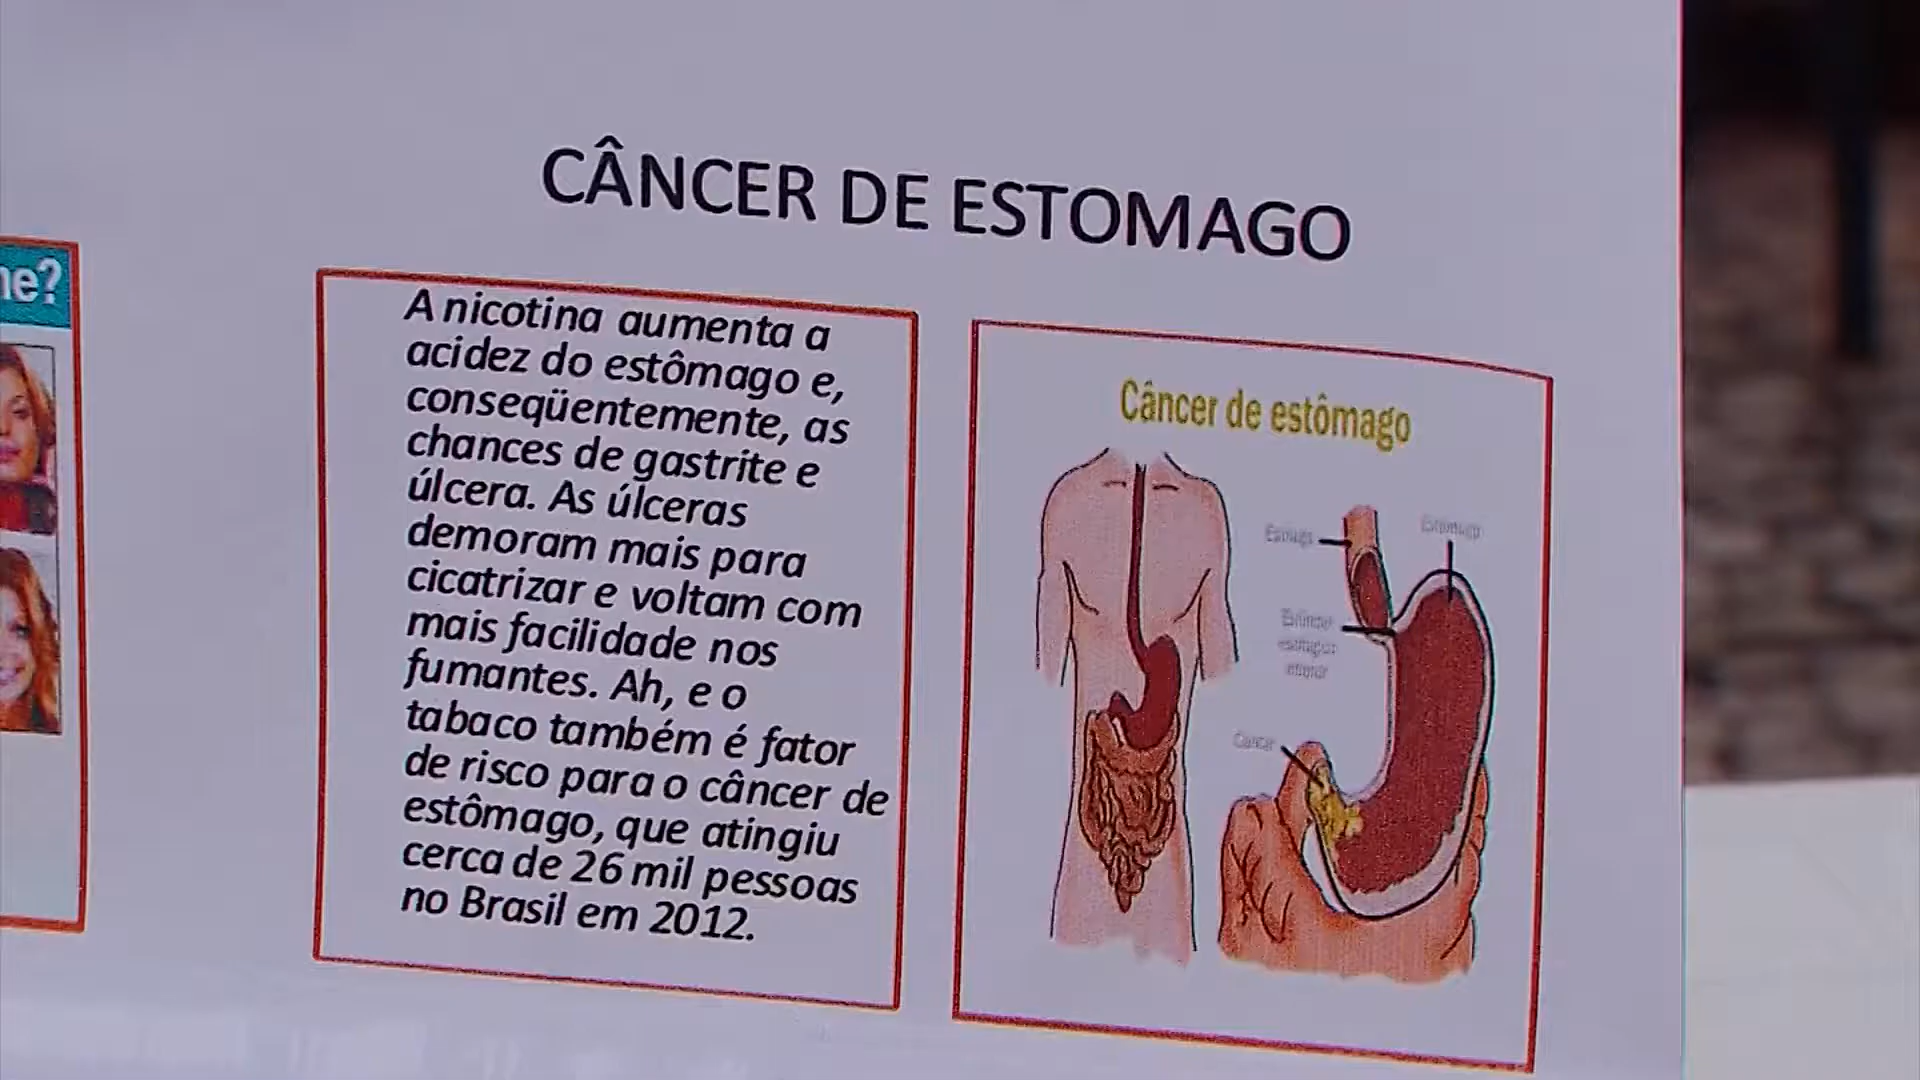 CÂNCER DE ESTOMAGO
he?
A nicotina aumenta a
acidez do estômago e,
conseqüentemente, as
chances de gastrite e
úlcera. As úlceras
demoram mais para
cicatrizar e voltam com
mais facilidade nos
fumantes. Ah, e o
tabaco também é fator
de risco para o câncer de
estômago, que atingiu
cerca de 26 mil pessoas
no Brasil em 2012.
Câncer de estômago
Estômago
Câncer